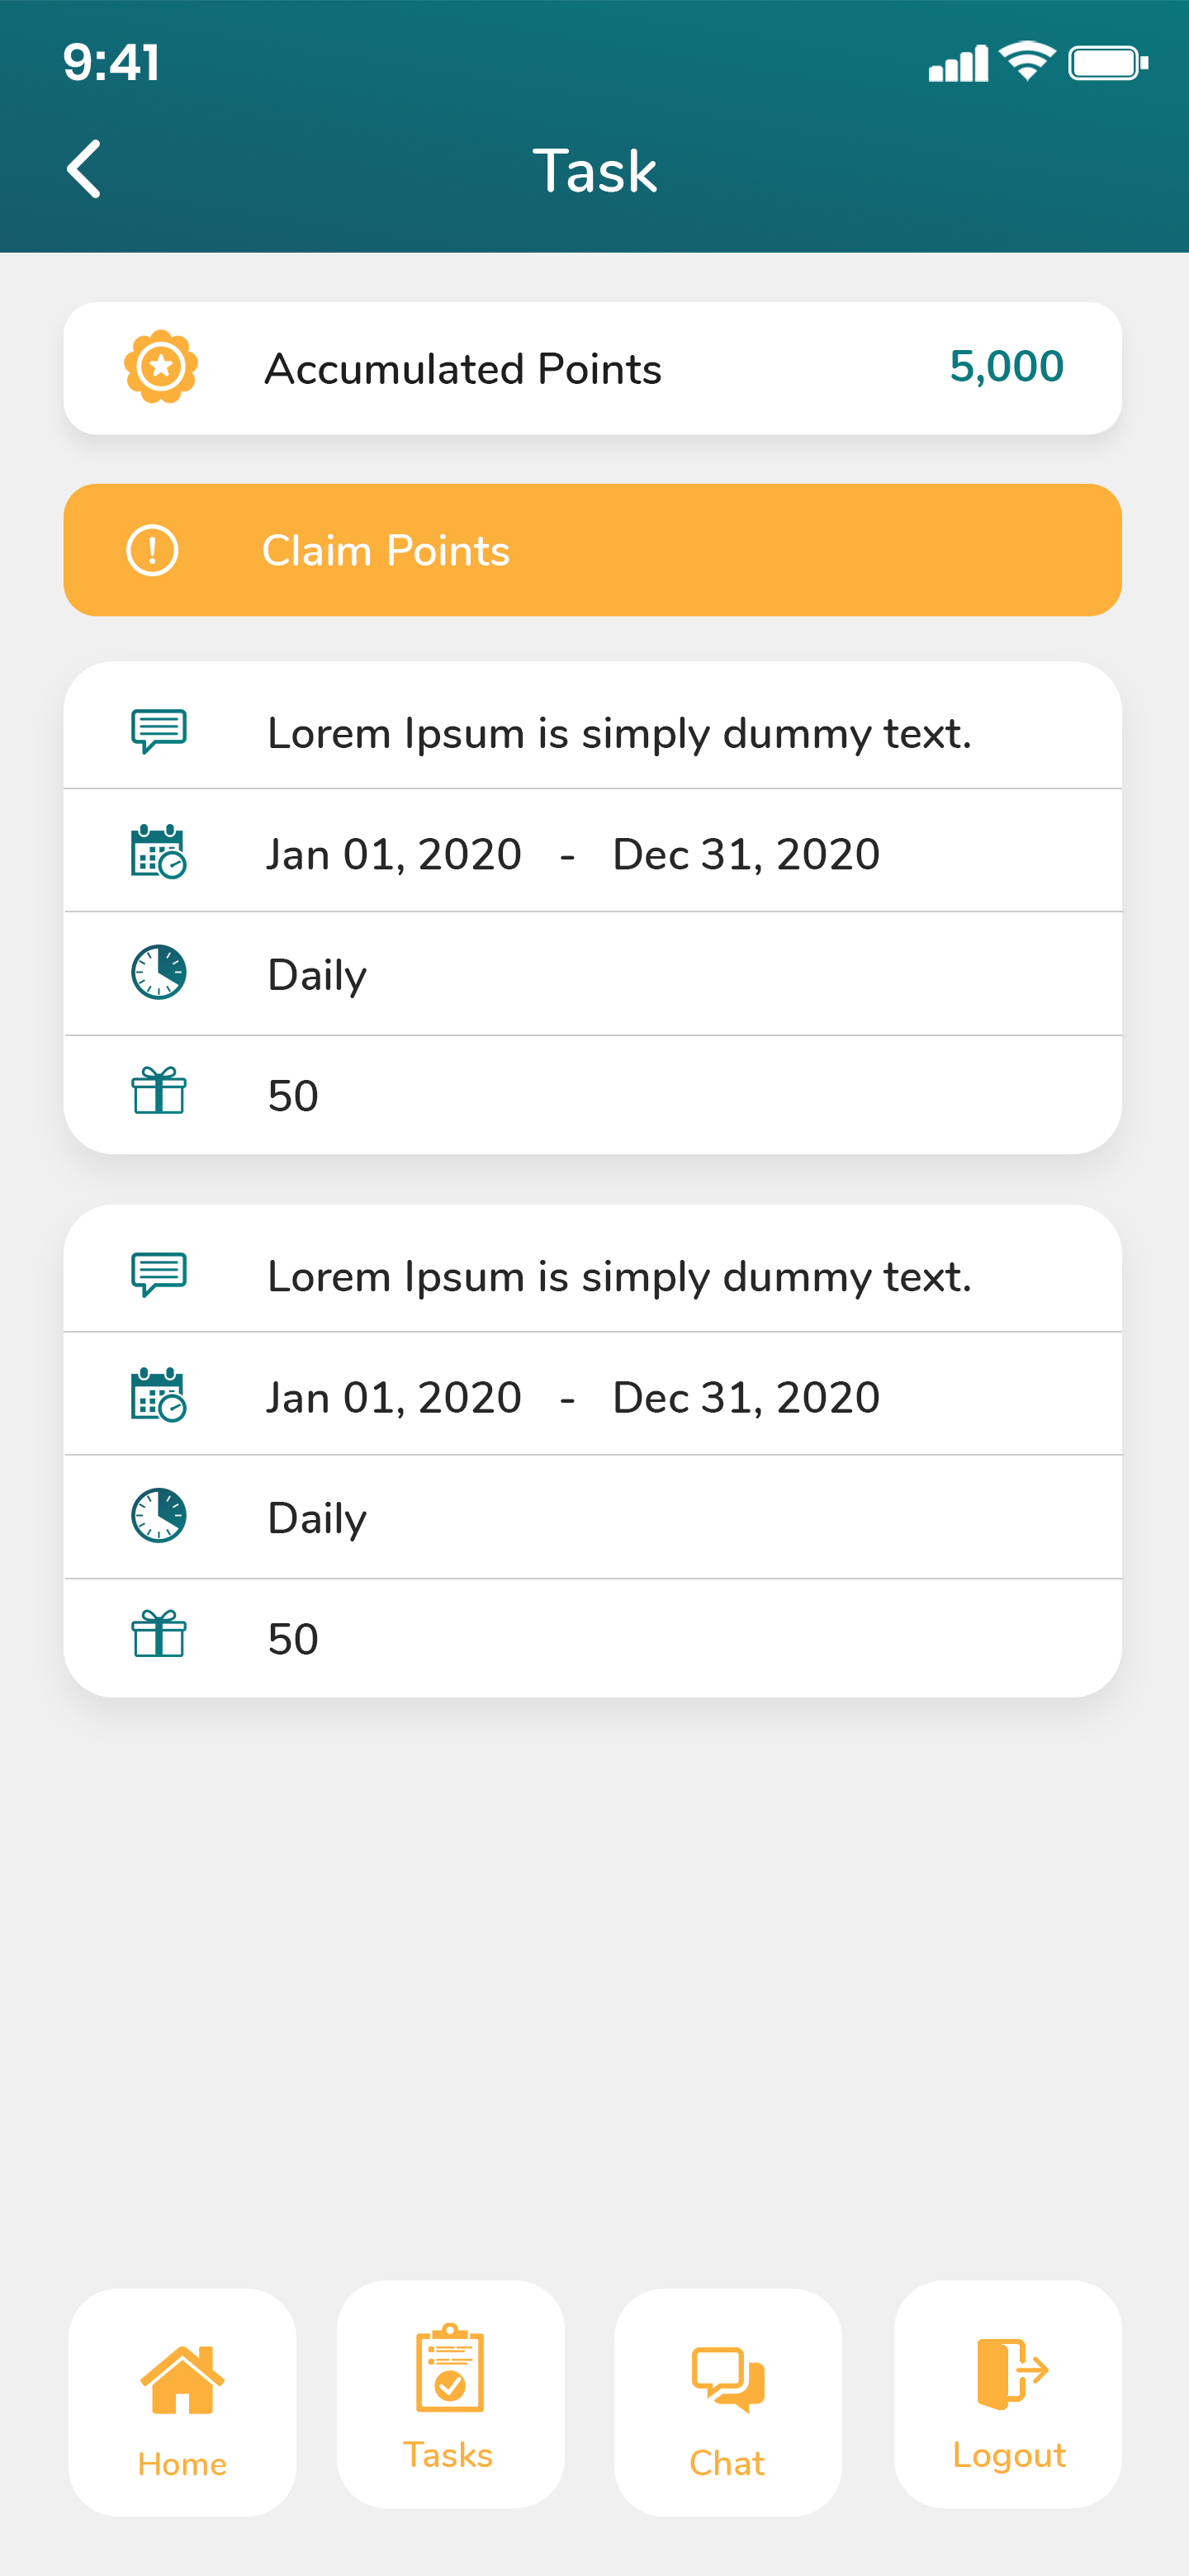 9:41
Task
Accumulated Points 5,000
Claim Points
Lorem Ipsum is simply dummy text.
Jan 01, 2020 - Dec 31, 2020
Daily
50
Lorem Ipsum is simply dummy text.
Jan 01, 2020 - Dec 31, 2020
Daily
50
Home Tasks Chat Logout